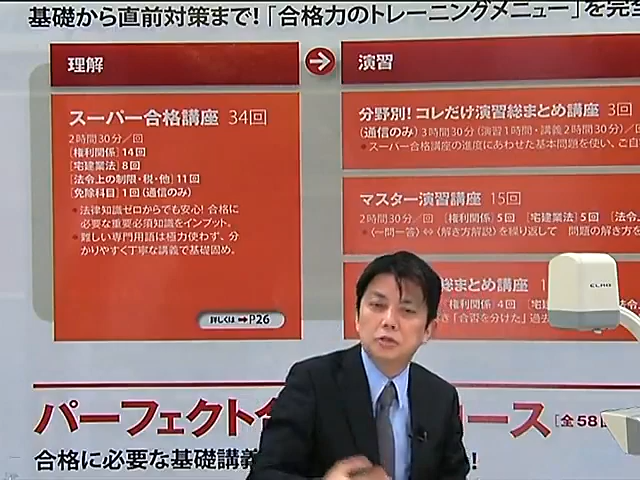 基礎から直前対策まで!「合格力のトレーニングメニュー」を完全
理解
演習
スーパー合格講座 34回
2時間30分/回
[権利関係]14回
[宅建業法]8回
[法令上の制限・税・他]11回
[免除科目]1回(通信のみ)
●法律知識ゼロからでも安心!合格に
必要な重要必須知識をインプット。
●難しい専門用語は極力使わず、分
かりやすく丁寧な講義で基礎固め。
詳しくは➡P26
分野別!コレだけ演習総まとめ講座 3回
(通信のみ)3時間30分(演習1時間・講義2時間30分)/
●スーパー合格講座の進度にあわせた基本問題を使い、ご自
マスター演習講座 15回
2時間30分/回 [権利関係]5回 [宅建業法]5回 [法令
●〈一問一答〉⇔〈解き方解説〉を繰り返して 問題の解き方を
総まとめ講座 1
権利関係]4回 [宅
「合習を分けた」過去
ELMO
パーフェクト合 ース[全58回
合格に必要な基礎講義 !